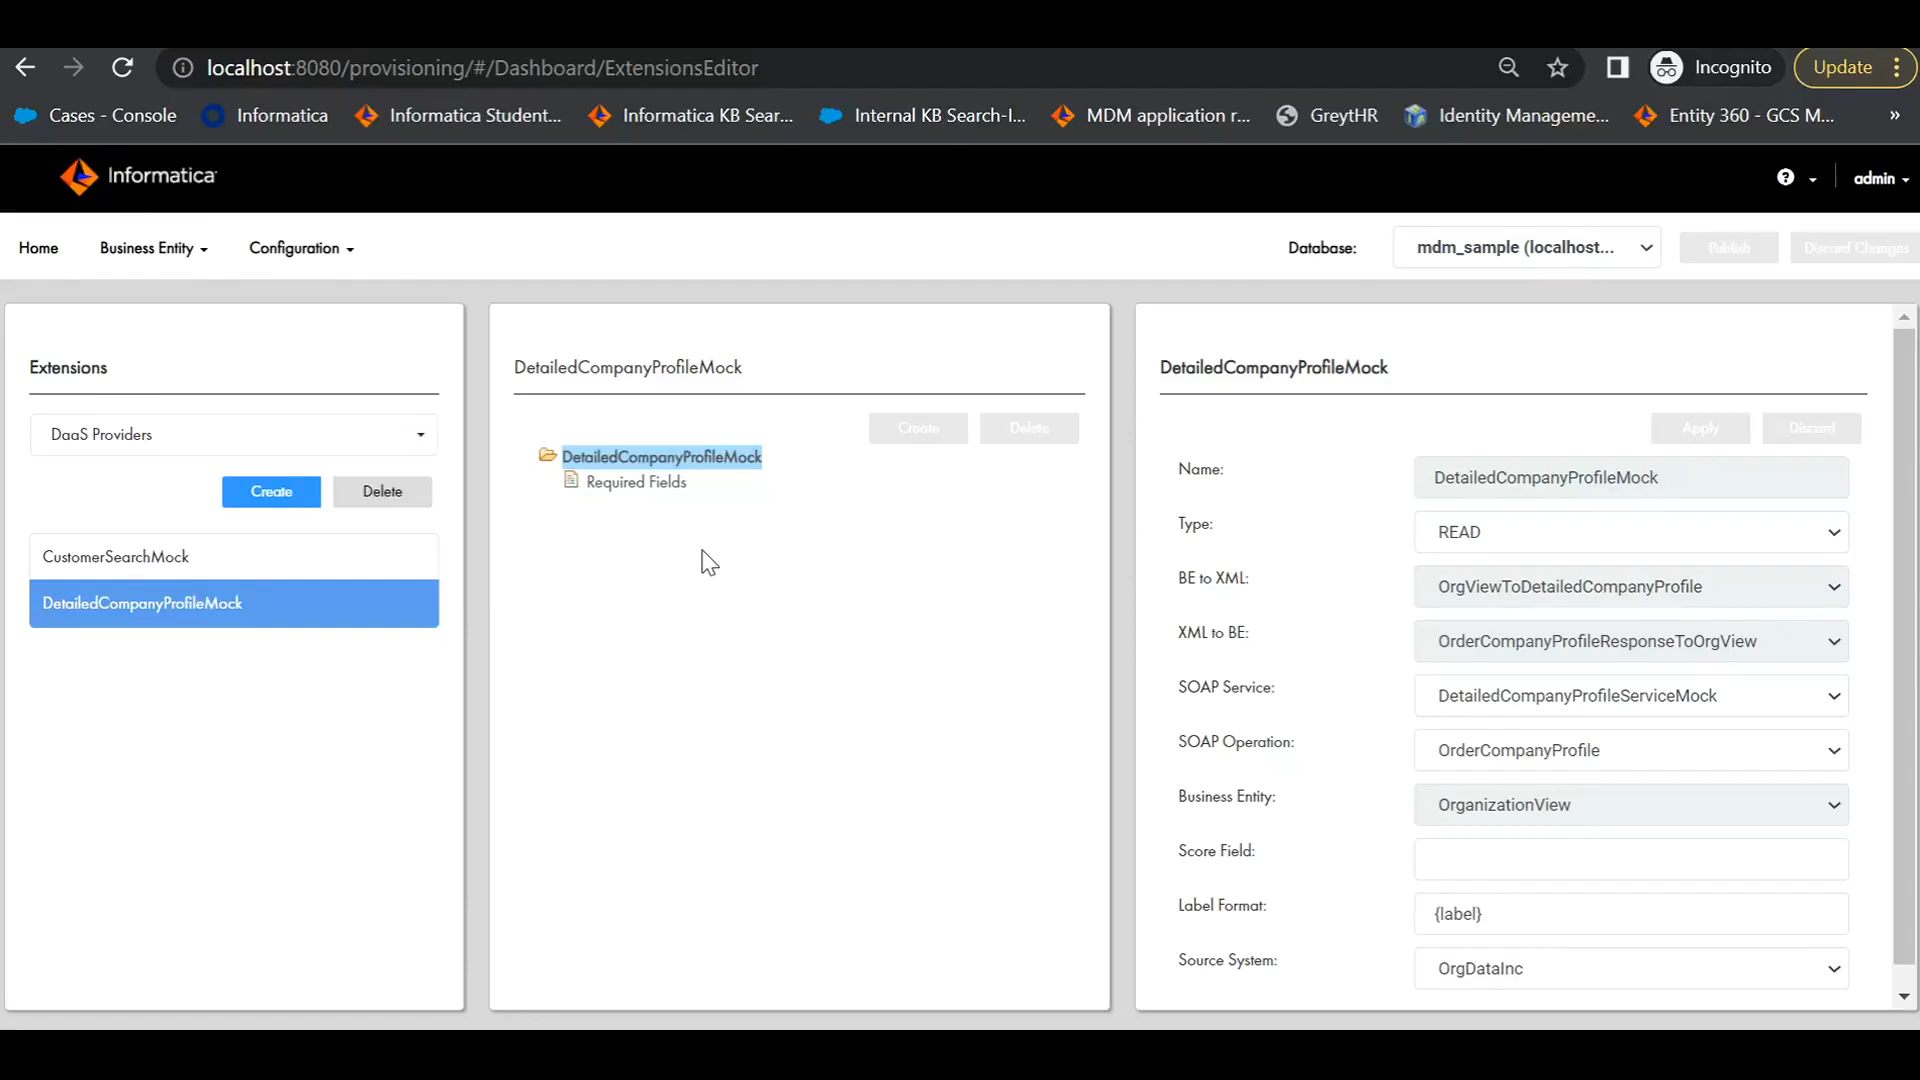 localhost:8080/provisioning/#/Dashboard/ExtensionsEditor
Incognito
Update
Cases - Console
Informatica
Informatica Student...
Informatica KB Sear...
Internal KB Search-I...
MDM application r...
GreytHR
Identity Manageme...
Entity 360 - GCS M...
»
Informatica
?
admin
Home
Business Entity
Configuration
Database:
mdm_sample (localhost...
Publish
Discard Changes
Extensions
DaaS Providers
Create
Delete
CustomerSearchMock
DetailedCompanyProfileMock
DetailedCompanyProfileMock
Create
Delete
DetailedCompanyProfileMock
Required Fields
DetailedCompanyProfileMock
Apply
Discard
Name:
DetailedCompanyProfileMock
Type:
READ
BE to XML:
OrgViewToDetailedCompanyProfile
XML to BE:
OrderCompanyProfileResponseToOrgView
SOAP Service:
DetailedCompanyProfileServiceMock
SOAP Operation:
OrderCompanyProfile
Business Entity:
OrganizationView
Score Field:
Label Format:
{label}
Source System:
OrgDataInc